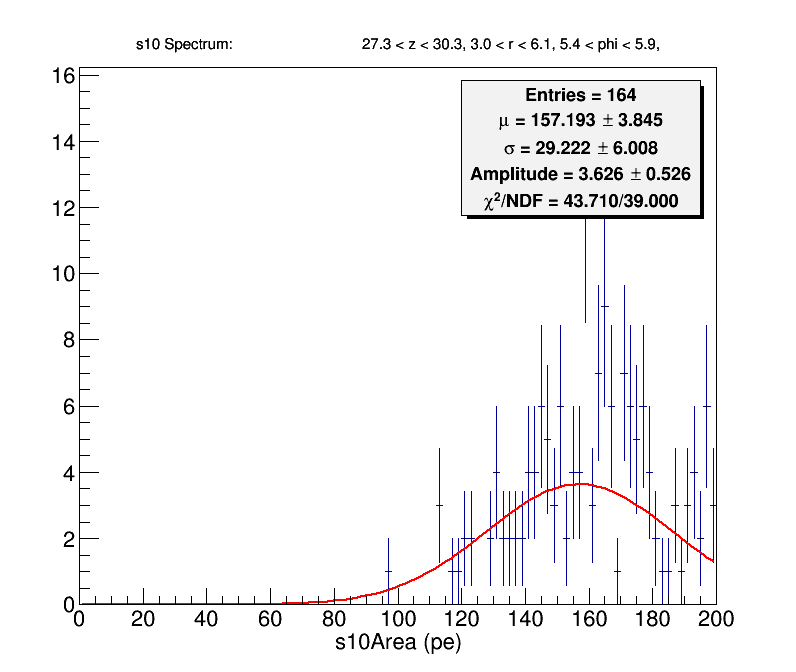 s10 Spectrum: 27.3 < z < 30.3, 3.0 < r < 6.1, 5.4 < phi < 5.9,
Entries = 164
μ = 157.193 ± 3.845
σ = 29.222 ± 6.008
Amplitude = 3.626 ± 0.526
χ²/NDF = 43.710/39.000
16
14
12
10
8
6
4
2
0
0 20 40 60 80 100 120 140 160 180 200
s10Area (pe)